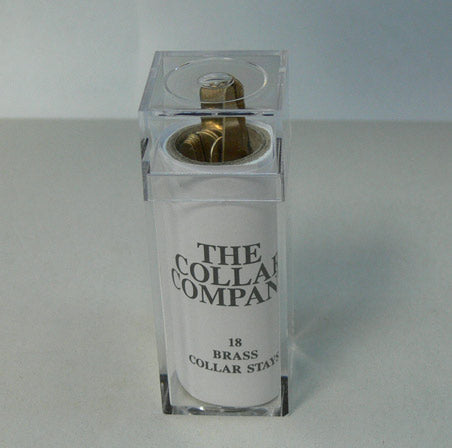 THE
COLLAR
COMPAN
18
BRASS
COLLAR STAYS